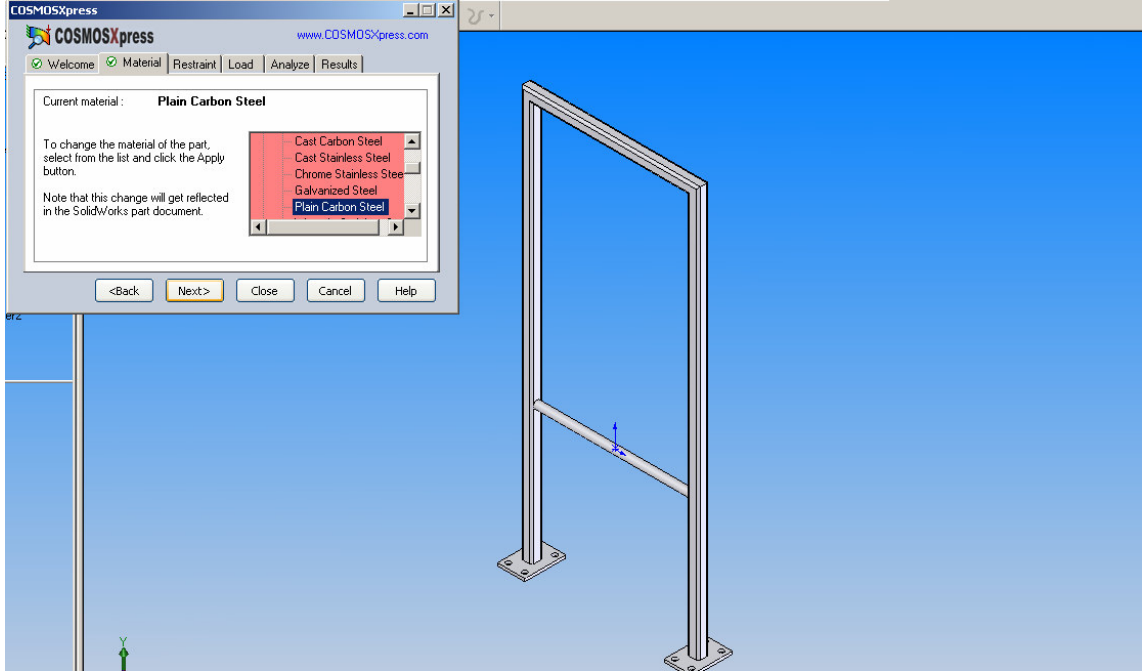 COSMOSXpress
COSMOSXpress
www.COSMOSXpress.com
Welcome Material Restraint Load Analyze Results
Current material : Plain Carbon Steel
To change the material of the part,
select from the list and click the Apply
button.
Note that this change will get reflected
in the SolidWorks part document.
Cast Carbon Steel
Cast Stainless Steel
Chrome Stainless Stee
Galvanized Steel
Plain Carbon Steel
<Back Next> Close Cancel Help
er2
Y